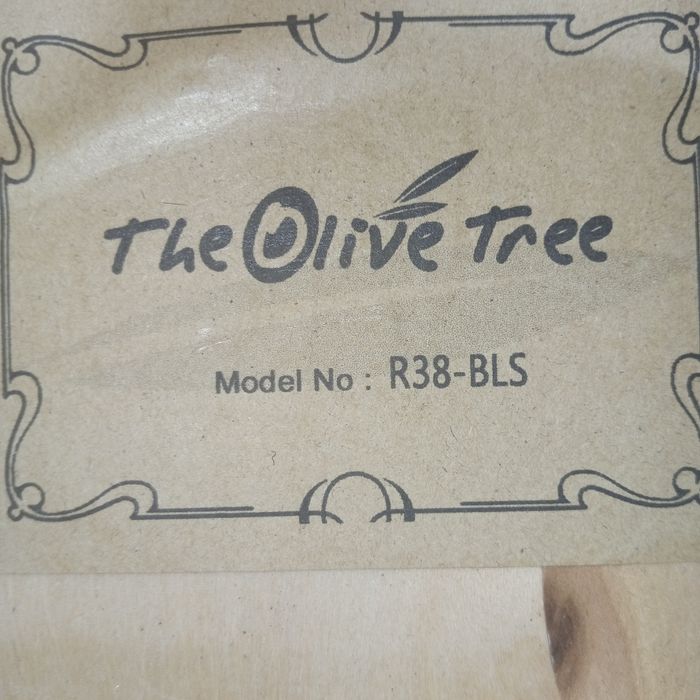 The Olive Tree
Model No : R38-BLS